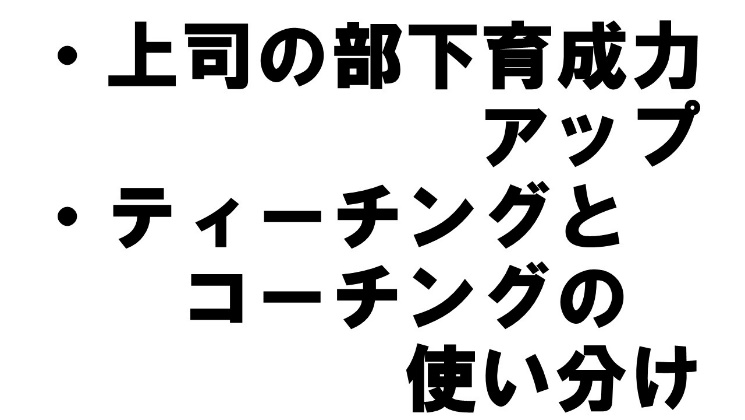 ・上司の部下育成力
アップ
・ティーチングと
コーチングの
使い分け